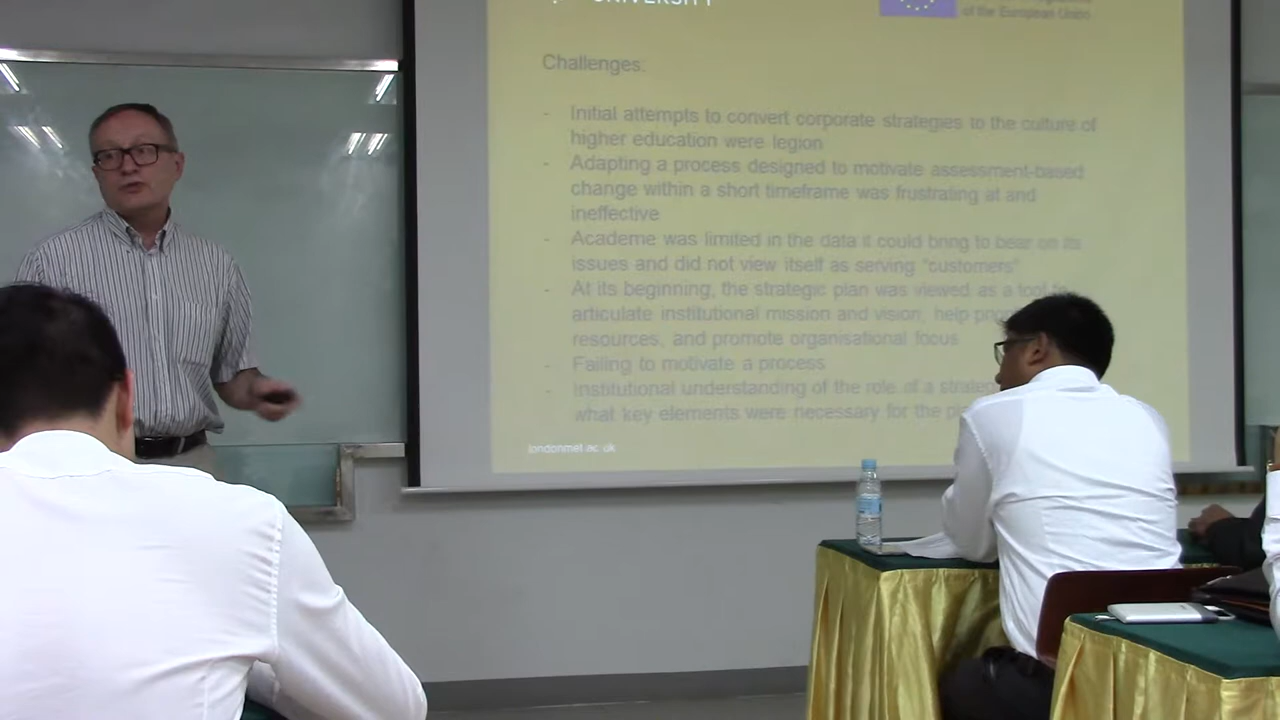 UNIVERSITY
of the European Union
Challenges:
- Initial attempts to convert corporate strategies to the culture of
higher education were legion
- Adapting a process designed to motivate assessment-based
change within a short timeframe was frustrating at and
ineffective
- Academe was limited in the data it could bring to bear on its
issues and did not view itself as serving "customers"
- At its beginning, the strategic plan was viewed as a tool to
articulate institutional mission and vision, help
resources, and promote organisational focus
- Failing to motivate a process
- Institutional understanding of the role of a
what key elements were necessary for the
londonmet.ac.uk